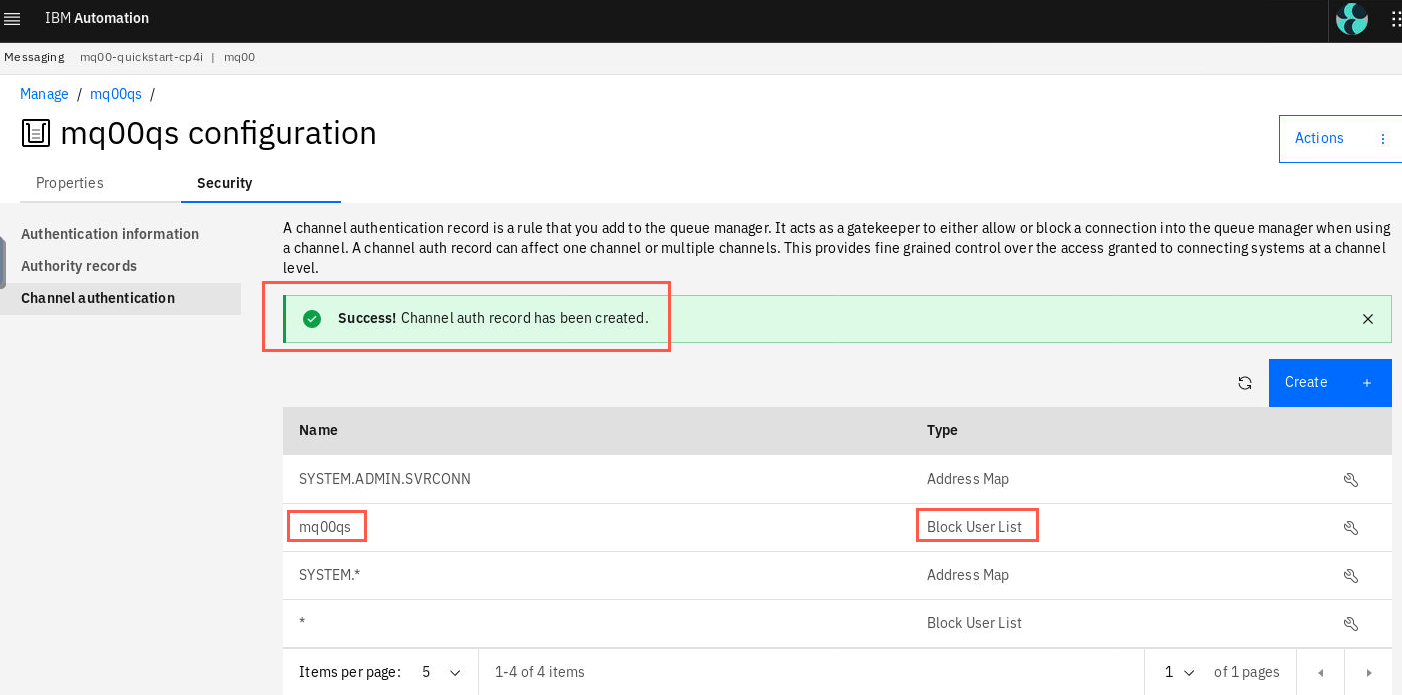 IBM Automation
Messaging mq00-quickstart-cp4i | mq00
Manage / mq00qs /
mq00qs configuration
Actions
Properties Security
Authentication information
Authority records
Channel authentication
A channel authentication record is a rule that you add to the queue manager. It acts as a gatekeeper to either allow or block a connection into the queue manager when using
a channel. A channel auth record can affect one channel or multiple channels. This provides fine grained control over the access granted to connecting systems at a channel
level.
Success! Channel auth record has been created.
Create +
Name Type
SYSTEM.ADMIN.SVRCONN Address Map
mq00qs Block User List
SYSTEM.* Address Map
* Block User List
Items per page: 5 1-4 of 4 items 1 of 1 pages